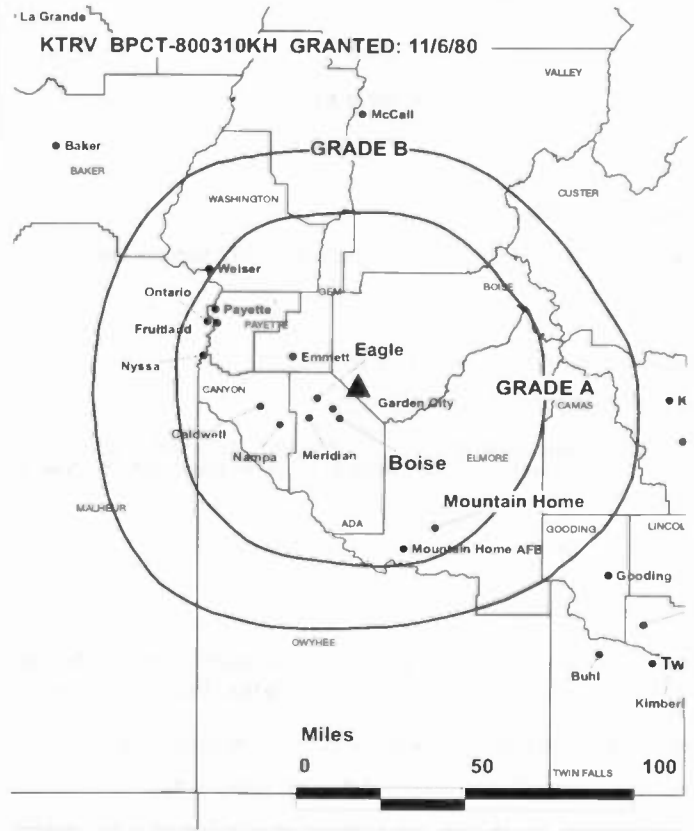 La Grande
KTRV BPCT-800310KH GRANTED: 11/6/80
VALLEY
McCall
Baker
GRADE B
BAKER
CUSTER
WASHINGTON
Weiser
GEM
BOISE
Ontario
Payette
Fruitland
PAYETTE
Emmett
Eagle
Nyssa
CANYON
GRADE A
Garden City
CAMAS
K
Caldwell
Nampa
Meridian
Boise
ELMORE
MALHEUR
Mountain Home
ADA
GOODING
LINCOL
Mountain Home AFB
Gooding
OWYHEE
Buhl
Tw
Kimberl
Miles
0 50 100
TWIN FALLS